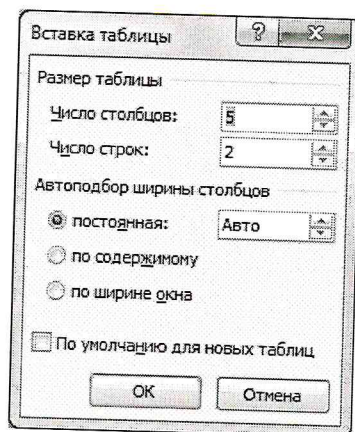 Вставка таблицы
Размер таблицы
Число столбцов: 5
Число строк: 2
Автоподбор ширины столбцов
постоянная: Авто
по содержимому
по ширине окна
По умолчанию для новых таблиц
ОК Отмена